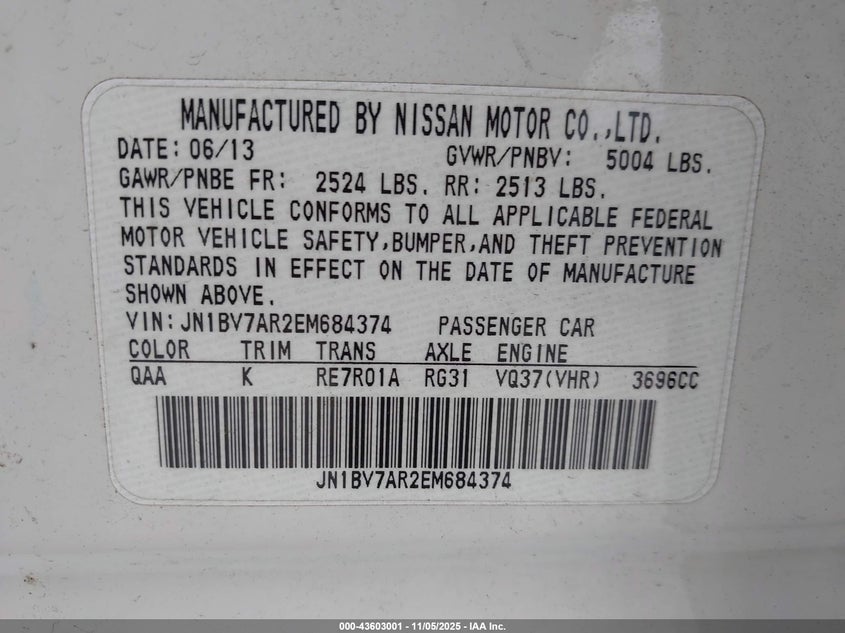 MANUFACTURED BY NISSAN MOTOR CO.,LTD.
DATE: 06/13 GVWR/PNBV: 5004 LBS.
GAWR/PNBE FR: 2524 LBS. RR: 2513 LBS.
THIS VEHICLE CONFORMS TO ALL APPLICABLE FEDERAL
MOTOR VEHICLE SAFETY,BUMPER,AND THEFT PREVENTION
STANDARDS IN EFFECT ON THE DATE OF MANUFACTURE
SHOWN ABOVE.
VIN:JN1BV7AR2EM684374 PASSENGER CAR
COLOR TRIM TRANS AXLE ENGINE
QAA K RE7R01A RG31 VQ37(VHR) 3696CC
JN1BV7AR2EM684374
000-43603001 - 11/05/2025 - IAA Inc.